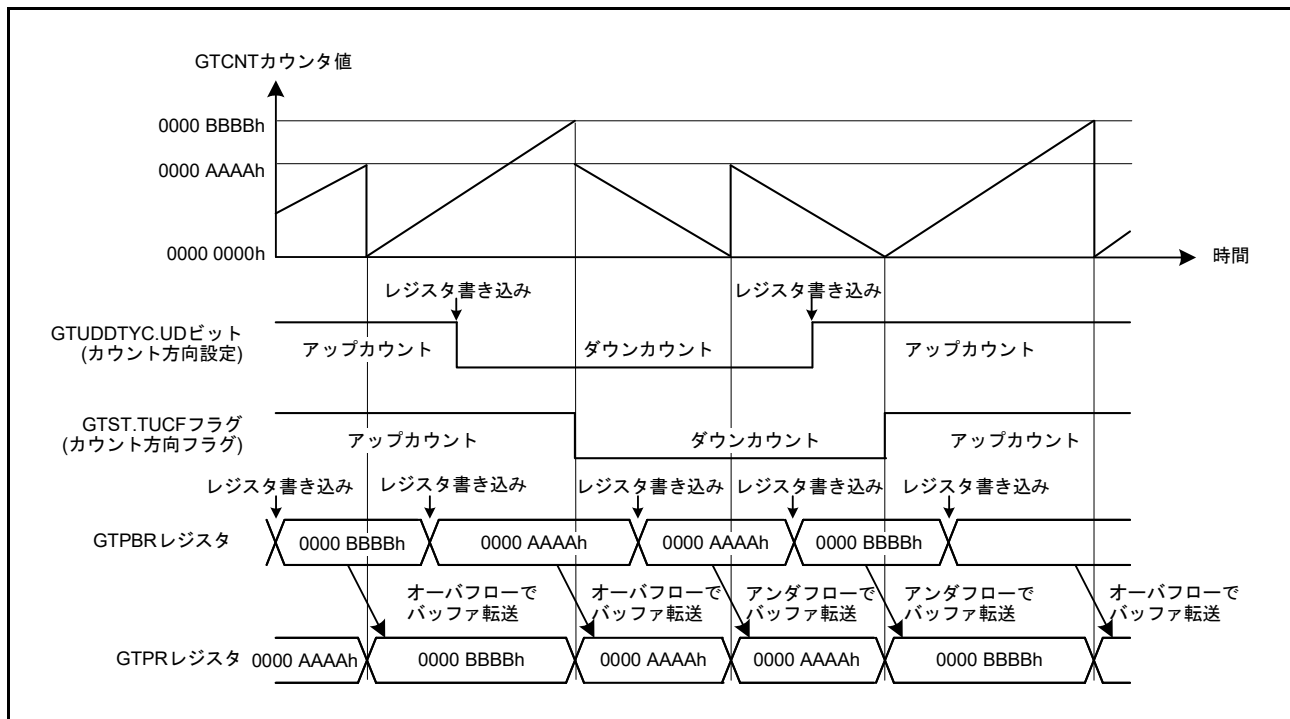 GTCNTカウンタ値
0000 BBBBh
0000 AAAAh
0000 0000h
時間
レジスタ書き込み
レジスタ書き込み
GTUDDTYC.UDビット
(カウント方向設定)
アップカウント
ダウンカウント
アップカウント
GTST.TUCFフラグ
(カウント方向フラグ)
アップカウント
ダウンカウント
アップカウント
レジスタ書き込み
レジスタ書き込み
レジスタ書き込み
レジスタ書き込み
レジスタ書き込み
GTPBRレジスタ
0000 BBBBh
0000 AAAAh
0000 AAAAh
0000 BBBBh
オーバフローで
バッファ転送
オーバフローで
バッファ転送
アンダフローで
バッファ転送
アンダフローで
バッファ転送
オーバフローで
バッファ転送
GTPRレジスタ
0000 AAAAh
0000 BBBBh
0000 AAAAh
0000 AAAAh
0000 BBBBh